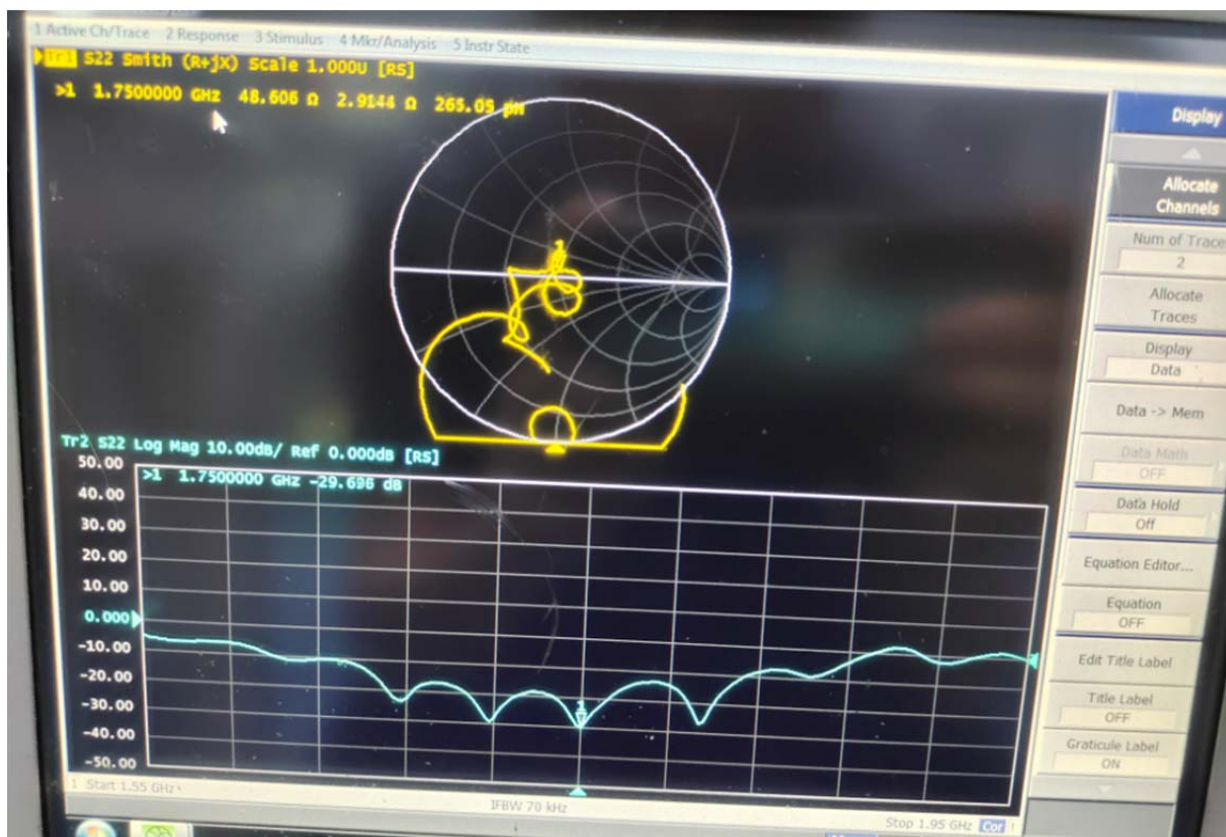 1 Active Ch/Trace 2 Response 3 Stimulus 4 Mkr/Analysis 5 Instr State
Tr1 S22 Smith (R+jX) Scale 1.000U [RS]
>1 1.7500000 GHz 48.606 Ω 2.9144 Ω 265.05 pH
1
Tr2 S22 Log Mag 10.00dB/ Ref 0.000dB [RS]
>1 1.7500000 GHz -29.696 dB
50.00
40.00
30.00
20.00
10.00
0.000
-10.00
-20.00
-30.00
-40.00
-50.00
1
1 Start 1.55 GHz
IFBW 70 kHz
Stop 1.95 GHz Cor !
Display
Allocate
Channels
Num of Trace
2
Allocate
Traces
Display
Data
Data -> Mem
Data Math
OFF
Data Hold
Off
Equation Editor...
Equation
OFF
Edit Title Label
Title Label
OFF
Graticule Label
ON